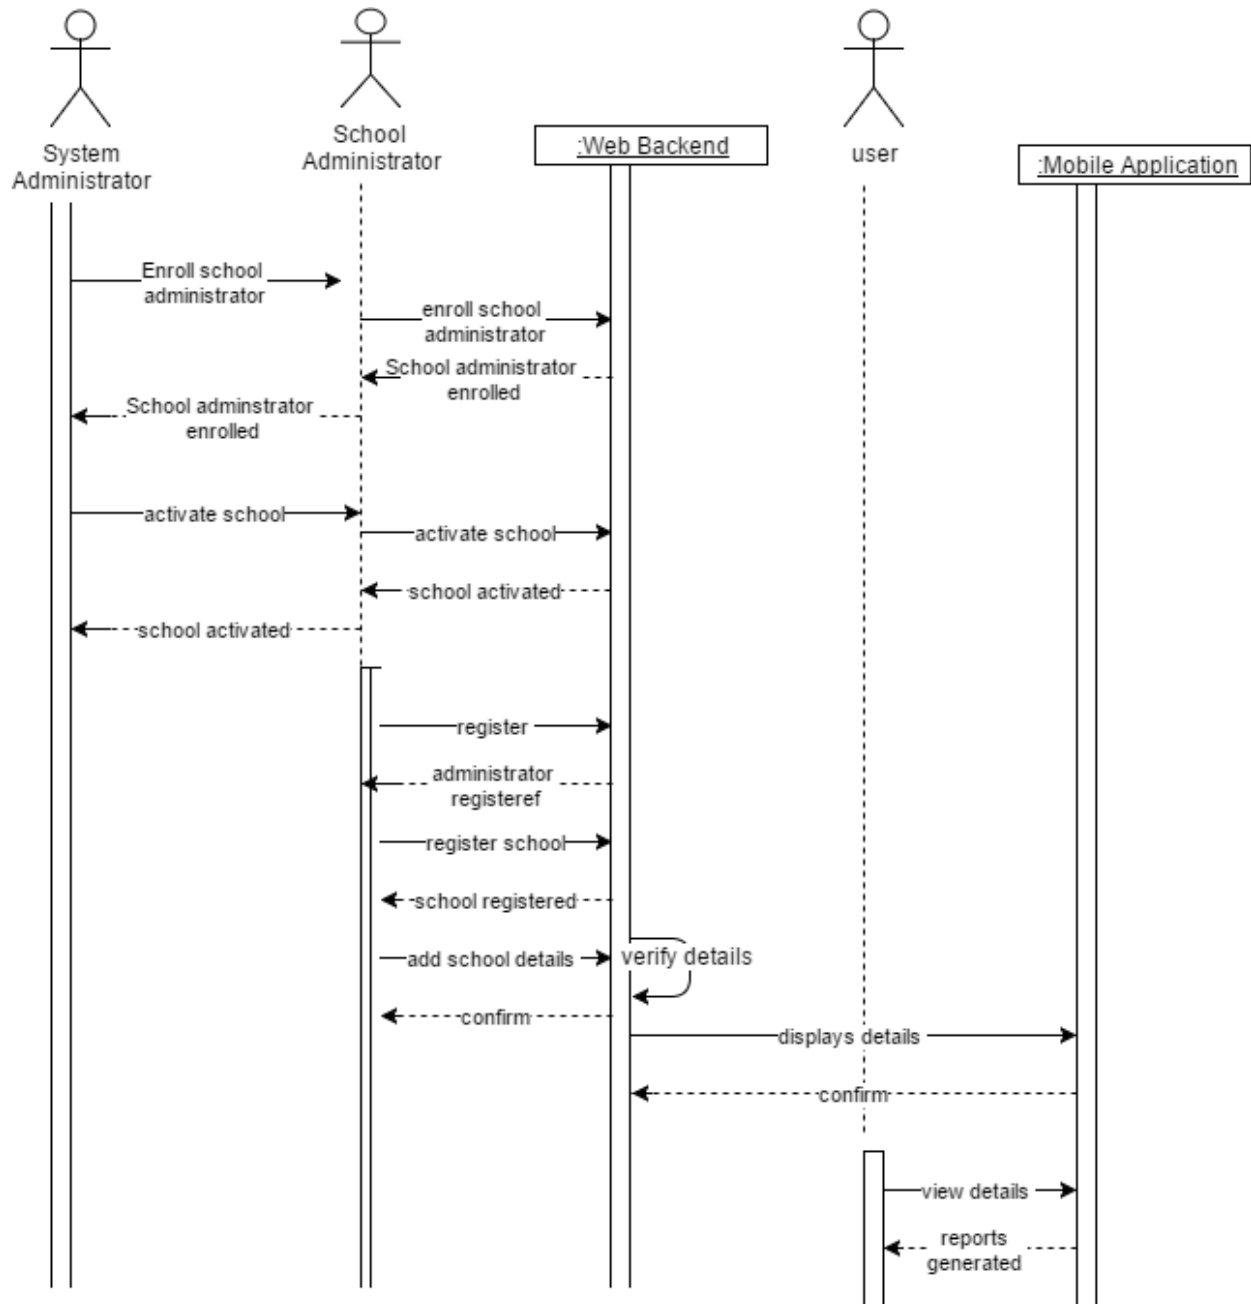 System
Administrator
School
Administrator
:Web Backend
user
:Mobile Application
Enroll school
administrator
enroll school
administrator
School administrator
enrolled
School adminstrator
enrolled
activate school
activate school
school activated
school activated
register
administrator
registeref
register school
school registered
add school details
verify details
confirm
displays details
confirm
view details
reports
generated